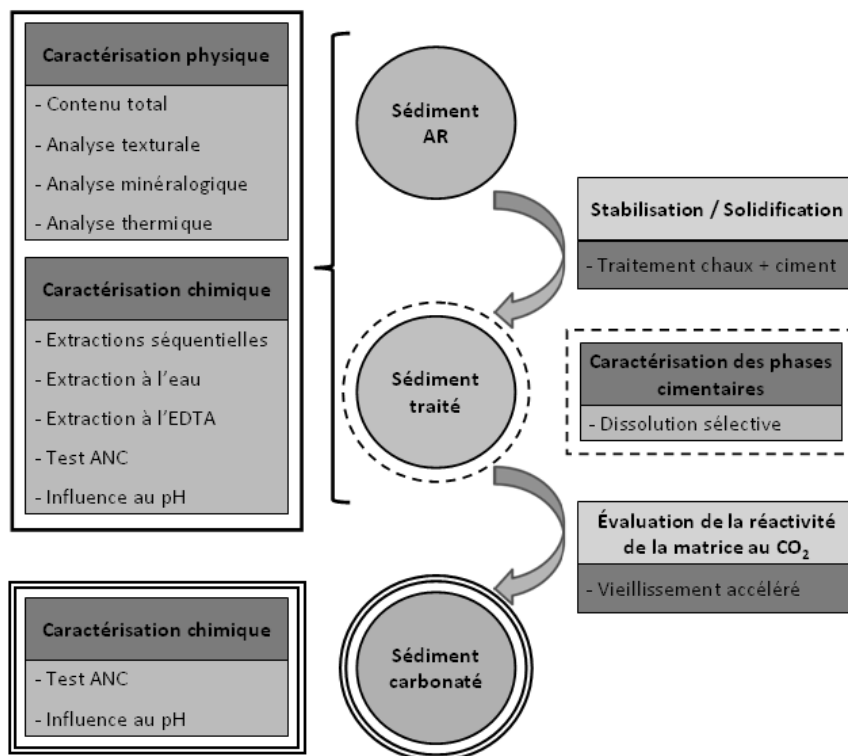 Caractérisation physique
- Contenu total
- Analyse texturale
- Analyse minéralogique
- Analyse thermique
Caractérisation chimique
- Extractions séquentielles
- Extraction à l'eau
- Extraction à l'EDTA
- Test ANC
- Influence au pH
Caractérisation chimique
- Test ANC
- Influence au pH
Sédiment
AR
Sédiment
traité
Sédiment
carbonaté
Stabilisation / Solidification
- Traitement chaux + ciment
Caractérisation des phases
cimentaires
- Dissolution sélective
Évaluation de la réactivité
de la matrice au CO₂
- Vieillissement accéléré